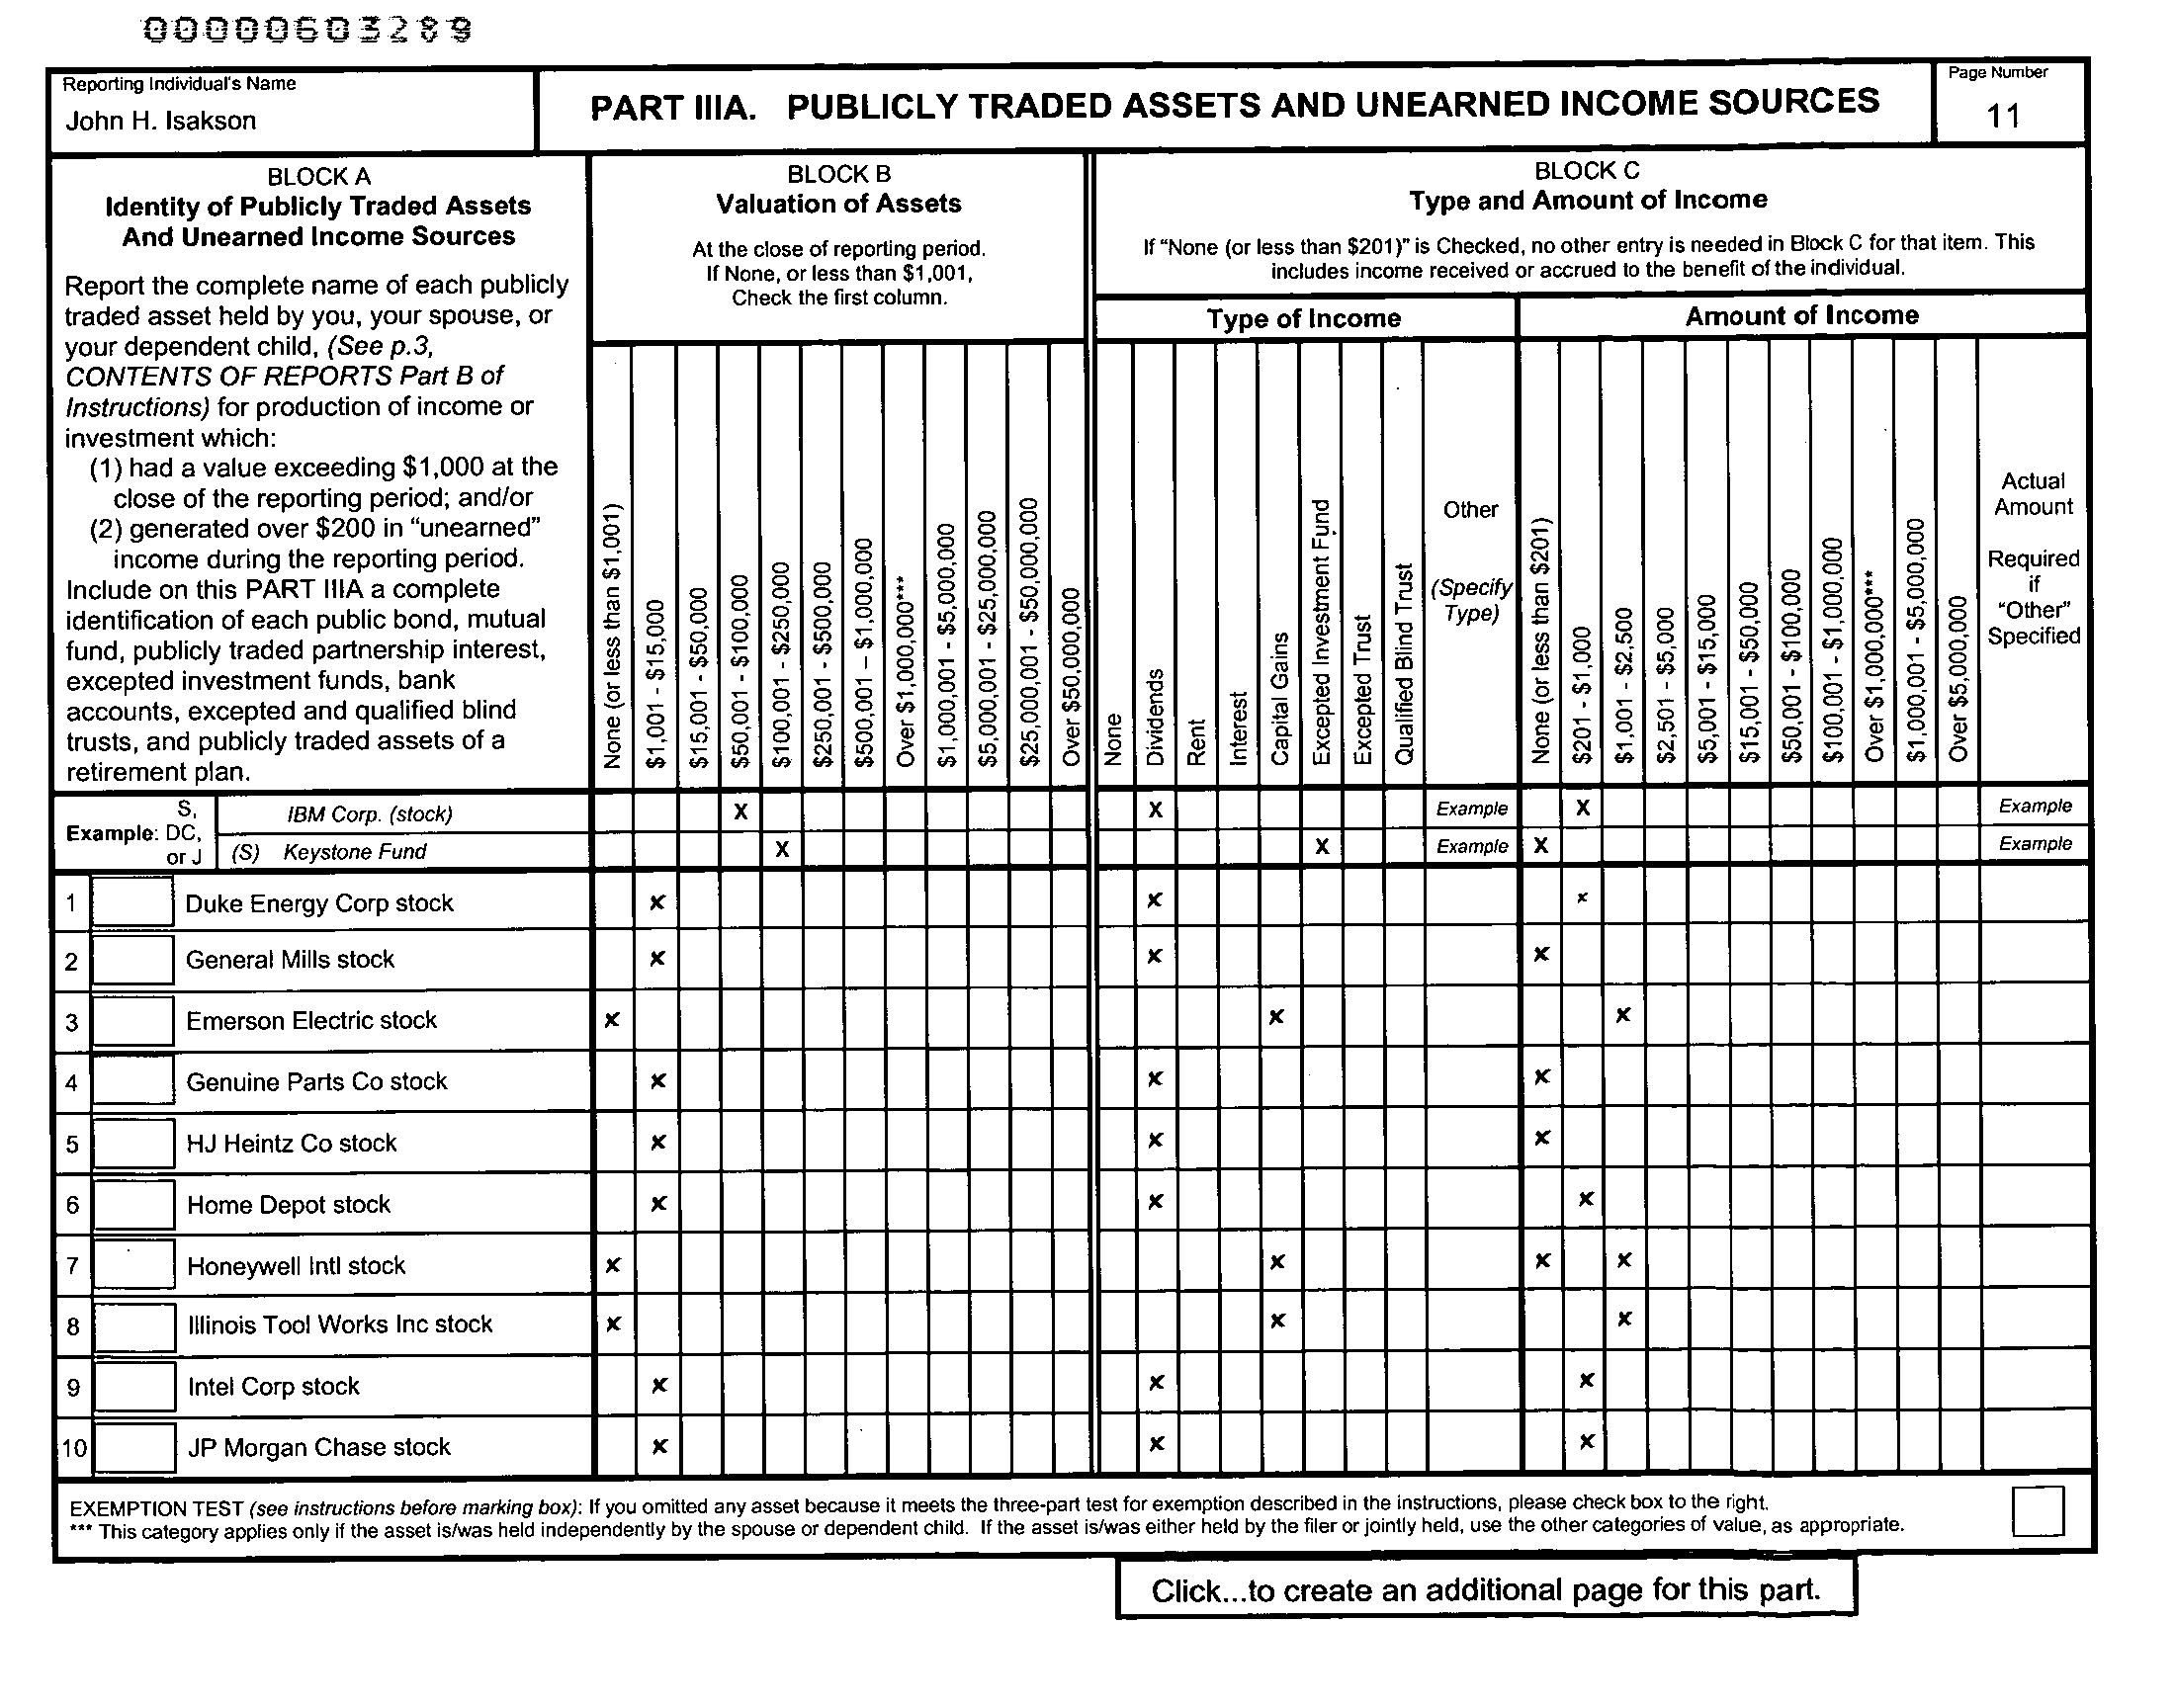 00000603289
Reporting Individual's Name
John H. Isakson
PART IIIA. PUBLICLY TRADED ASSETS AND UNEARNED INCOME SOURCES
Page Number
11
BLOCK A
Identity of Publicly Traded Assets
And Unearned Income Sources
Report the complete name of each publicly
traded asset held by you, your spouse, or
your dependent child, (See p.3,
CONTENTS OF REPORTS Part B of
Instructions) for production of income or
investment which:
(1) had a value exceeding $1,000 at the
close of the reporting period; and/or
(2) generated over $200 in “unearned”
income during the reporting period.
Include on this PART IIIA a complete
identification of each public bond, mutual
fund, publicly traded partnership interest,
excepted investment funds, bank
accounts, excepted and qualified blind
trusts, and publicly traded assets of a
retirement plan.
BLOCK B
Valuation of Assets
At the close of reporting period.
If None, or less than $1,001,
Check the first column.
None (or less than $1,001)
$1,001 - $15,000
$15,001 - $50,000
$50,001 - $100,000
$100,001 - $250,000
$250,001 - $500,000
$500,001 – $1,000,000
Over $1,000,000***
$1,000,001 - $5,000,000
$5,000,001 - $25,000,000
$25,000,001 - $50,000,000
Over $50,000,000
BLOCK C
Type and Amount of Income
If “None (or less than $201)” is Checked, no other entry is needed in Block C for that item. This
includes income received or accrued to the benefit of the individual.
Type of Income
None
Dividends
Rent
Interest
Capital Gains
Excepted Investment Fund
Excepted Trust
Qualified Blind Trust
Other
(Specify
Type)
Amount of Income
None (or less than $201)
$201 - $1,000
$1,001 - $2,500
$2,501 - $5,000
$5,001 - $15,000
$15,001 - $50,000
$50,001 - $100,000
$100,001 - $1,000,000
Over $1,000,000***
$1,000,001 - $5,000,000
Over $5,000,000
Actual
Amount
Required
if
“Other”
Specified
Example: S, DC, or J
IBM Corp. (stock) X X Example X Example
(S) Keystone Fund X X Example X Example
1 Duke Energy Corp stock x x x
2 General Mills stock x x x
3 Emerson Electric stock x x x
4 Genuine Parts Co stock x x x
5 HJ Heintz Co stock x x x
6 Home Depot stock x x x
7 Honeywell Intl stock x x x x
8 Illinois Tool Works Inc stock x x x
9 Intel Corp stock x x x
10 JP Morgan Chase stock x x x
EXEMPTION TEST (see instructions before marking box): If you omitted any asset because it meets the three-part test for exemption described in the instructions, please check box to the right.
*** This category applies only if the asset is/was held independently by the spouse or dependent child. If the asset is/was either held by the filer or jointly held, use the other categories of value, as appropriate.
Click...to create an additional page for this part.